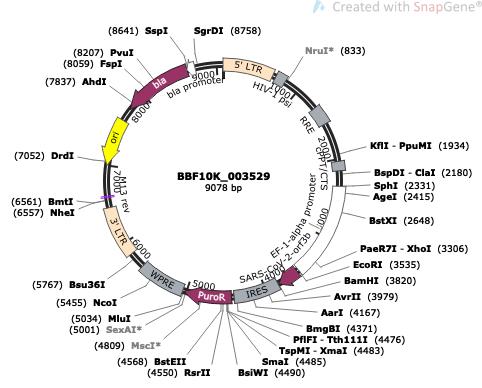 Created with SnapGene®
(8641) SspI
SgrDI (8758)
(8207) PvuI
(8059) FspI
(7837) AhdI
NruI* (833)
9000
bla promoter
bla
8000
5' LTR
1000
HIV-1 psi
RRE
2000
cPPT/CTS
KflI - PpuMI (1934)
BspDI - ClaI (2180)
SphI (2331)
AgeI (2415)
BstXI (2648)
ori
(7052) DrdI
7000
M13 rev
(6561) BmtI
(6557) NheI
BBF10K_003529
9078 bp
EF-1-alpha promoter
SARS-CoV-2-orf3b
4000
PaeR7I - XhoI (3306)
EcoRI (3535)
BamHI (3820)
AvrII (3979)
AarI (4167)
BmgBI (4371)
PflFI - Tth111I (4476)
TspMI - XmaI (4483)
SmaI (4485)
BsiWI (4490)
3' LTR
6000
WPRE
5000
PuroR
IRES
(5767) Bsu36I
(5455) NcoI
(5034) MluI
(5001) SexAI*
(4809) MscI*
(4568) BstEII
(4550) RsrII